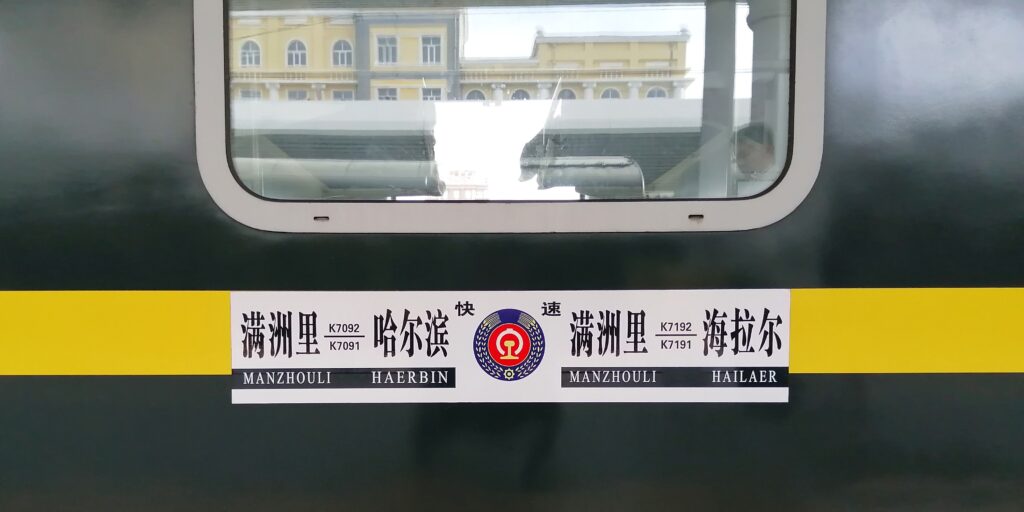 快速
满洲里 K7092 哈尔滨
K7091
MANZHOULI HAERBIN
满洲里 K7192 海拉尔
K7191
MANZHOULI HAILAER